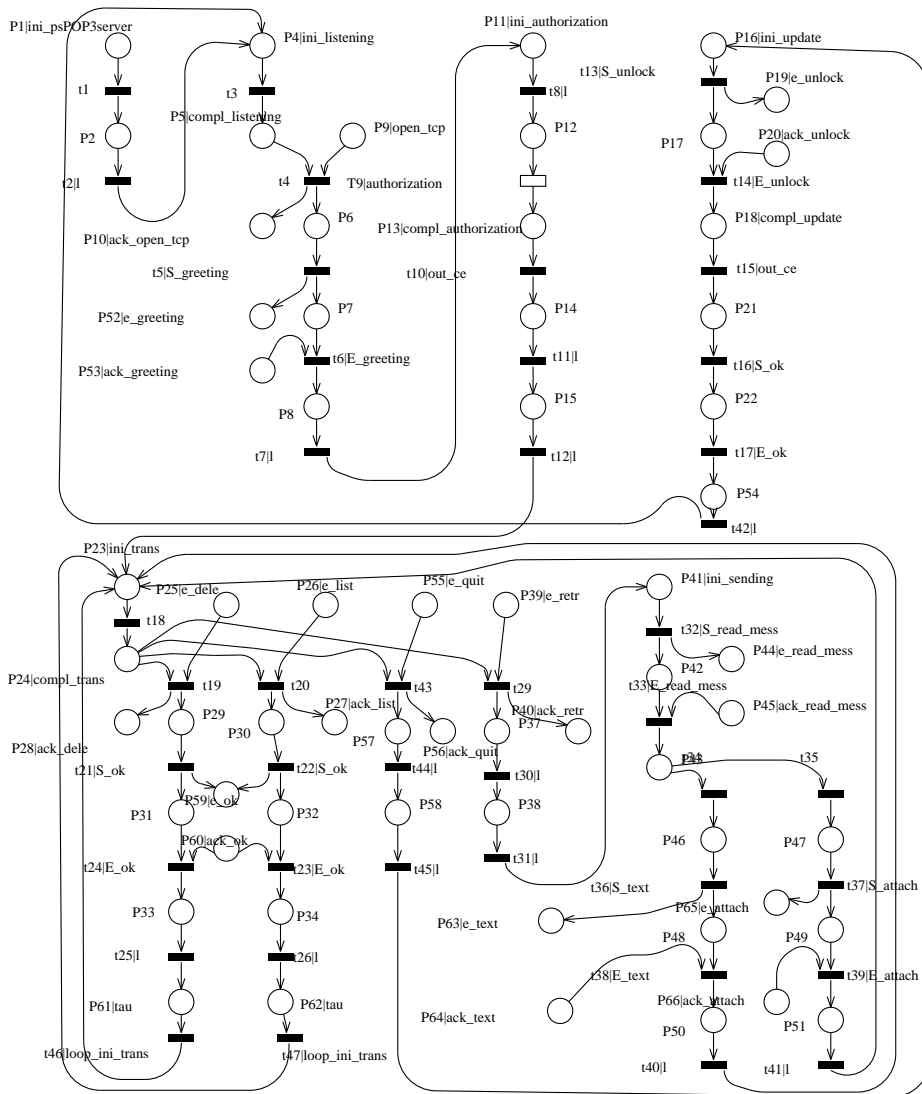 P1|ini_psPOP3server
P4|ini_listening
P11|ini_authorization
P16|ini_update
t13|S_unlock
P19|e_unlock
t1
t3
t8|l
P5|compl_listening
P9|open_tcp
P2
P12
P17
P20|ack_unlock
t2|l
t4
T9|authorization
t14|E_unlock
P10|ack_open_tcp
P6
P13|compl_authorization
P18|compl_update
t5|S_greeting
t10|out_ce
t15|out_ce
P52|e_greeting
P7
P14
P21
P53|ack_greeting
t6|E_greeting
t11|l
t16|S_ok
P8
P15
P22
t7|l
t12|l
t17|E_ok
P54
t42|l
P23|ini_trans
P25|e_dele
P26|e_list
P55|e_quit
P39|e_retr
P41|ini_sending
t18
t32|S_read_mess
P44|e_read_mess
P24|compl_trans
t19
t20
t43
t29
P42
t33|E_read_mess
P27|ack_list
P40|ack_retr
P45|ack_read_mess
P28|ack_dele
P29
P30
P57
P56|ack_quit
P37
t21|S_ok
t22|S_ok
t44|l
t30|l
t34
t35
P59|e_ok
P31
P32
P58
P38
P46
P47
P60|ack_ok
t24|E_ok
t23|E_ok
t45|l
t31|l
t36|S_text
t37|S_attach
P33
P34
P63|e_text
P65|e_attach
P48
P49
t25|l
t26|l
t38|E_text
t39|E_attach
P61|tau
P62|tau
P64|ack_text
P66|ack_attach
P50
P51
t46|loop_ini_trans
t47|loop_ini_trans
t40|l
t41|l